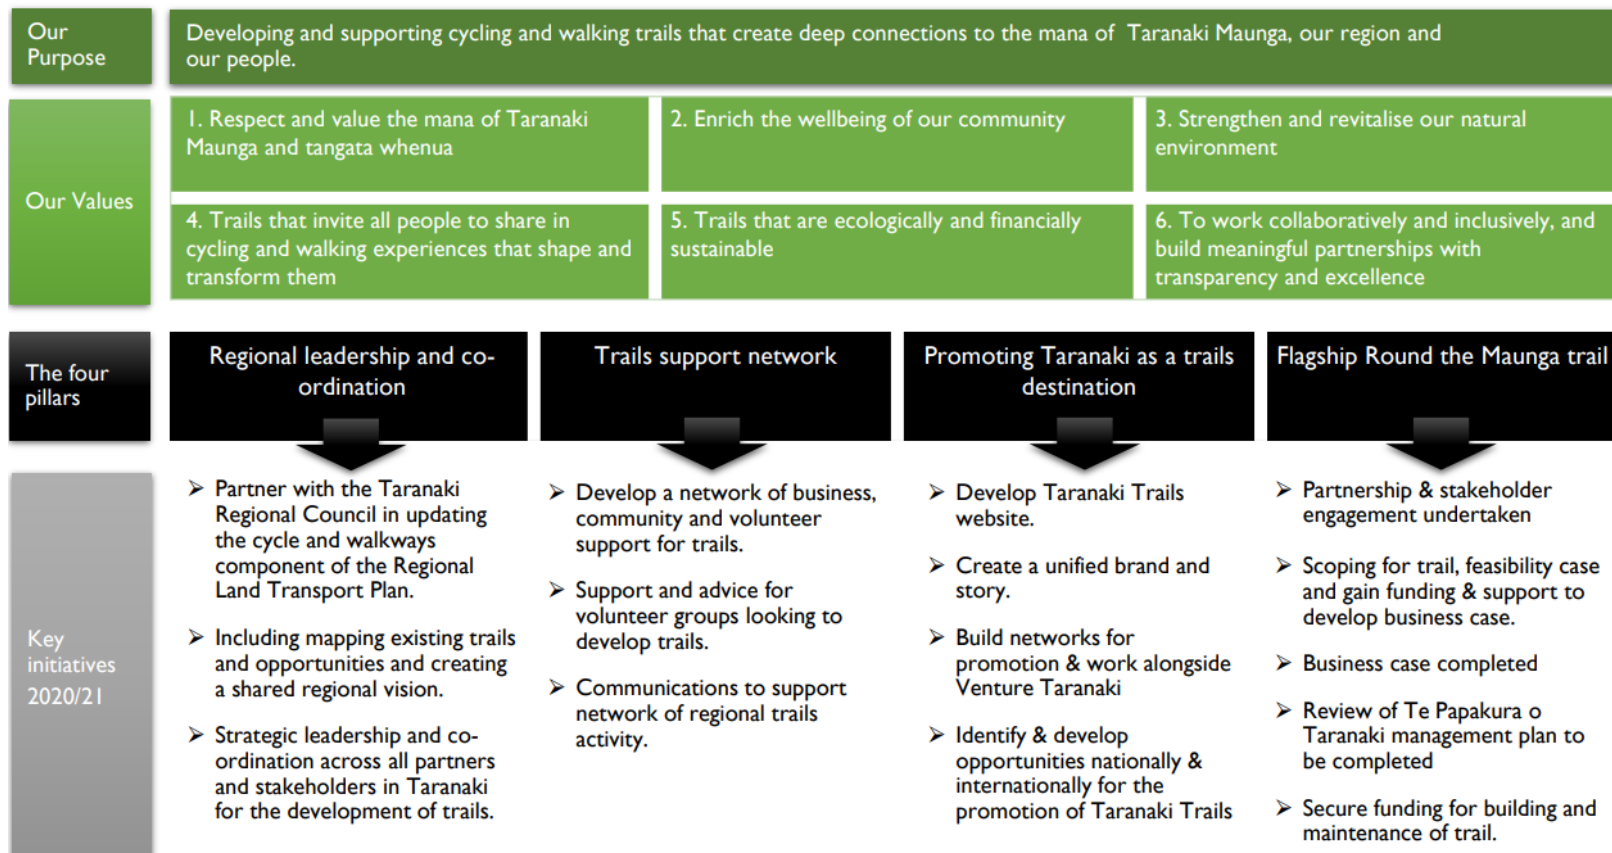 Our
Purpose
Developing and supporting cycling and walking trails that create deep connections to the mana of Taranaki Maunga, our region and
our people.
Our Values
1. Respect and value the mana of Taranaki
Maunga and tangata whenua
2. Enrich the wellbeing of our community
3. Strengthen and revitalise our natural
environment
4. Trails that invite all people to share in
cycling and walking experiences that shape and
transform them
5. Trails that are ecologically and financially
sustainable
6. To work collaboratively and inclusively, and
build meaningful partnerships with
transparency and excellence
The four
pillars
Regional leadership and co-
ordination
Trails support network
Promoting Taranaki as a trails
destination
Flagship Round the Maunga trail
Key
initiatives
2020/21
➢ Partner with the Taranaki
Regional Council in updating
the cycle and walkways
component of the Regional
Land Transport Plan.
➢ Including mapping existing trails
and opportunities and creating
a shared regional vision.
➢ Strategic leadership and co-
ordination across all partners
and stakeholders in Taranaki
for the development of trails.
➢ Develop a network of business,
community and volunteer
support for trails.
➢ Support and advice for
volunteer groups looking to
develop trails.
➢ Communications to support
network of regional trails
activity.
➢ Develop Taranaki Trails
website.
➢ Create a unified brand and
story.
➢ Build networks for
promotion & work alongside
Venture Taranaki
➢ Identify & develop
opportunities nationally &
internationally for the
promotion of Taranaki Trails
➢ Partnership & stakeholder
engagement undertaken
➢ Scoping for trail, feasibility case
and gain funding & support to
develop business case.
➢ Business case completed
➢ Review of Te Papakura o
Taranaki management plan to
be completed
➢ Secure funding for building and
maintenance of trail.